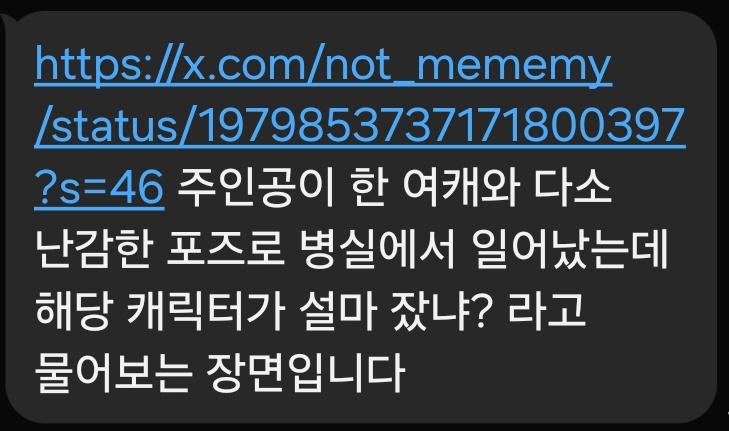 https://x.com/not_mememy
/status/1979853737171800397
?s=46 주인공이 한 여캐와 다소
난감한 포즈로 병실에서 일어났는데
해당 캐릭터가 설마 잤냐? 라고
물어보는 장면입니다